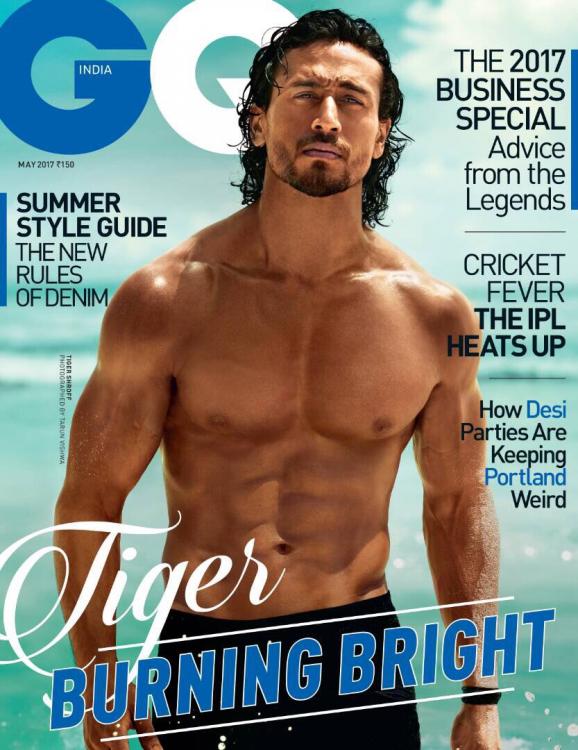 GQ
INDIA
MAY 2017 ₹150
THE 2017
BUSINESS
SPECIAL
Advice
from the
Legends
SUMMER
STYLE GUIDE
THE NEW
RULES
OF DENIM
CRICKET
FEVER
THE IPL
HEATS UP
TIGER SHROFF
PHOTOGRAPHED BY TARUN VISHWA
How Desi
Parties Are
Keeping
Portland
Weird
Tiger
BURNING BRIGHT